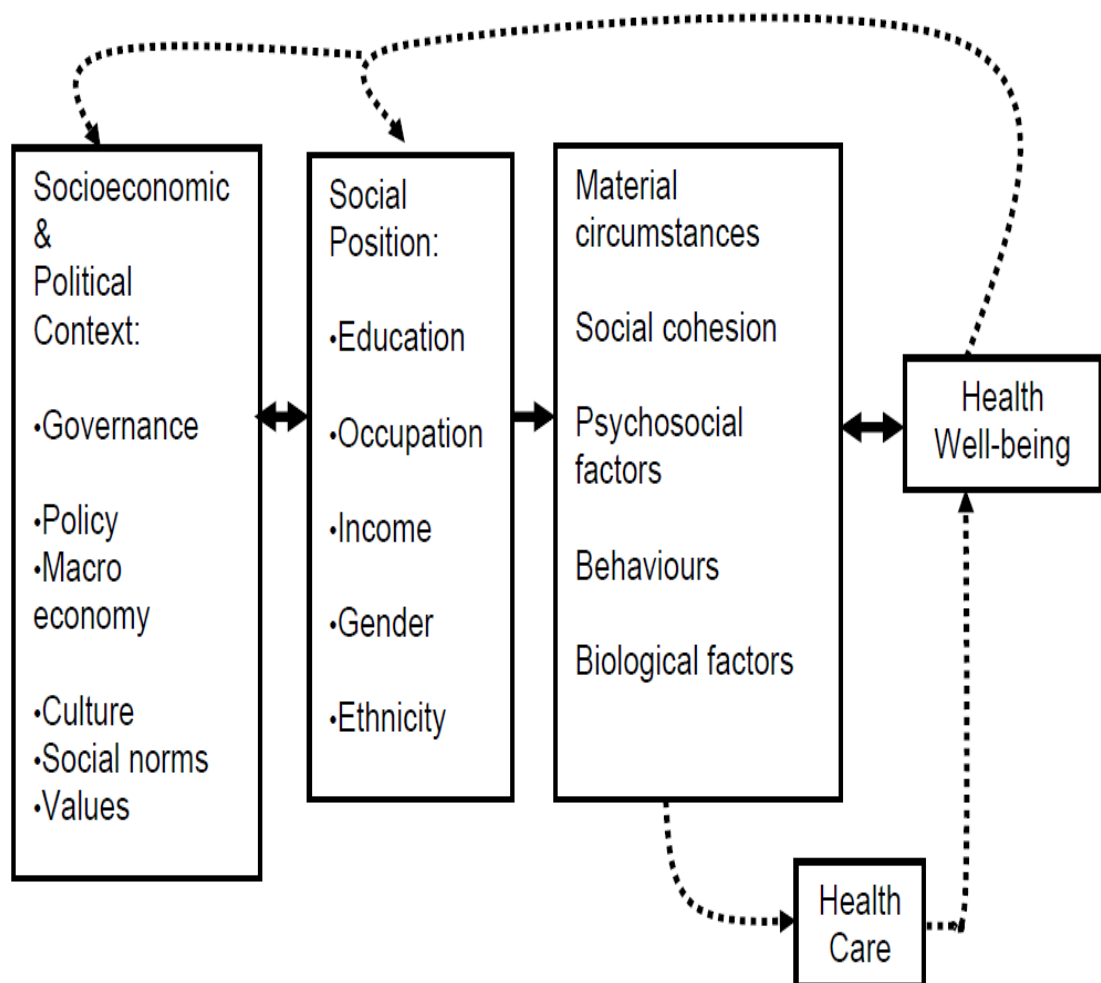 Socioeconomic
&
Political
Context:
•Governance
•Policy
•Macro
economy
•Culture
•Social norms
•Values
Social
Position:
•Education
•Occupation
•Income
•Gender
•Ethnicity
Material
circumstances
Social cohesion
Psychosocial
factors
Behaviours
Biological factors
Health
Well-being
Health
Care